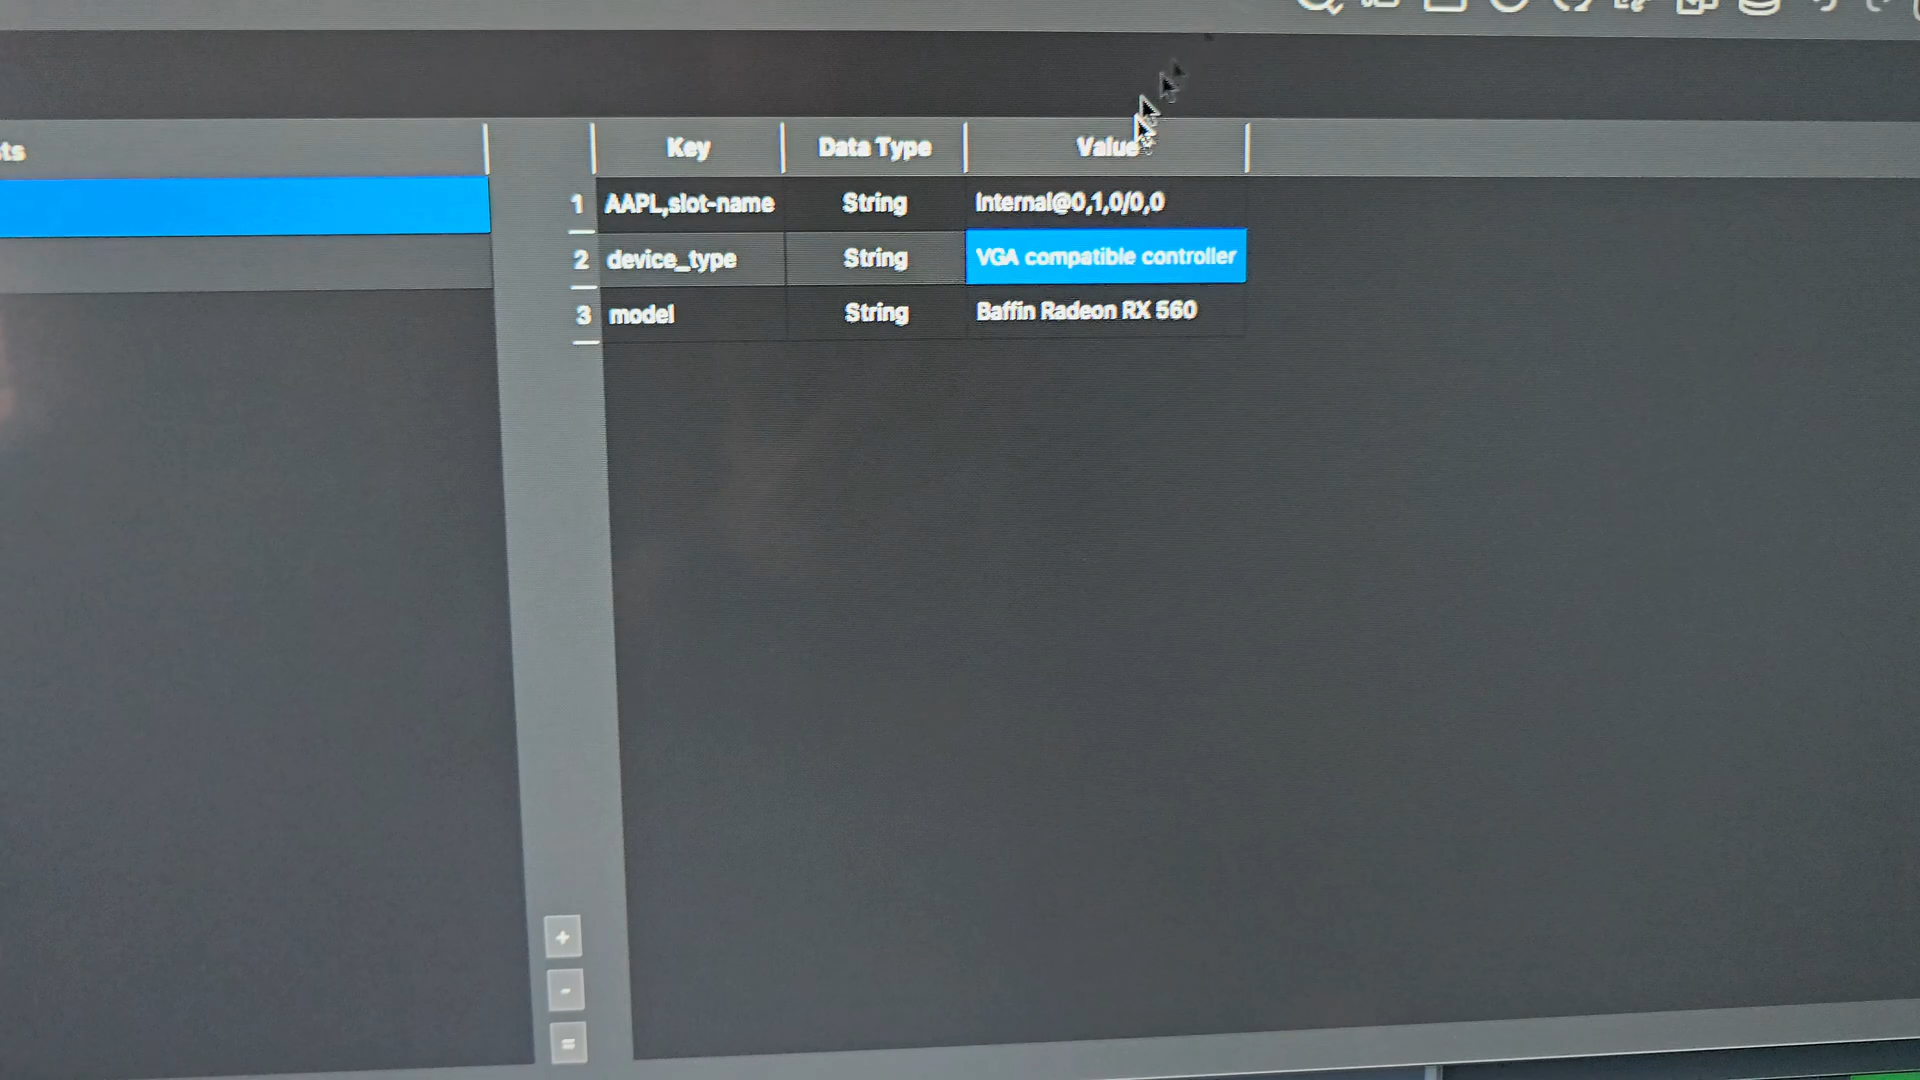 ts
Key Data Type Value
1 AAPL,slot-name String Internal@0,1,0/0,0
2 device_type String VGA compatible controller
3 model String Baffin Radeon RX 560
+
-
=